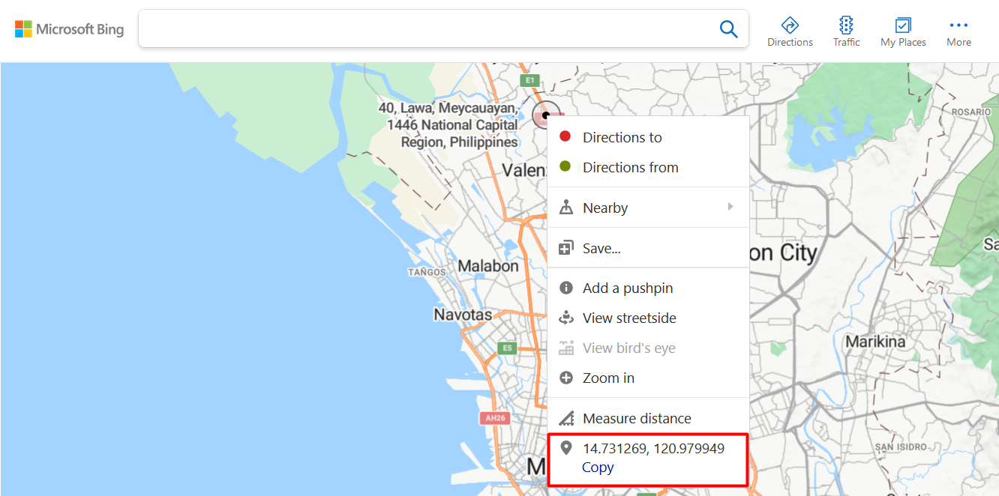 Microsoft Bing
Directions
Traffic
My Places
More
E1
40, Lawa, Meycauayan,
1446 National Capital
Region, Philippines
ROSARIO
Directions to
Directions from
Nearby
Save...
on City
TAÑGOS
Malabon
Add a pushpin
Navotas
View streetside
Marikina
View bird's eye
E5
Zoom in
AH26
Measure distance
14.731269, 120.979949
Copy
SAN ISIDRO